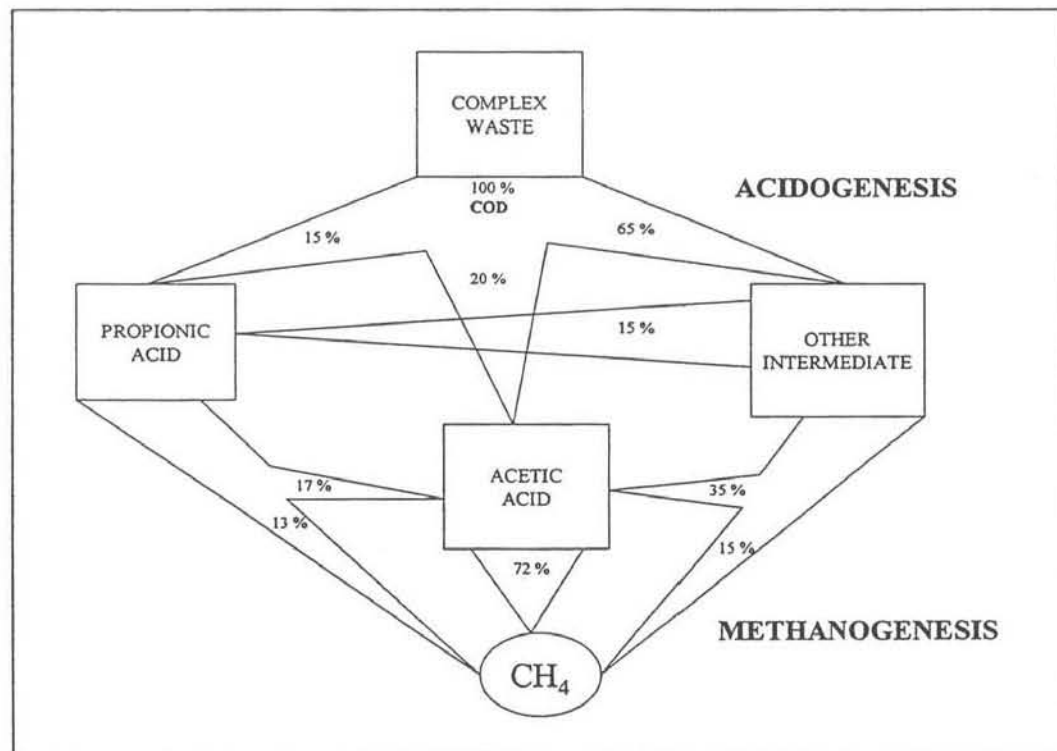 COMPLEX
WASTE
100 %
COD
ACIDOGENESIS
15 %
65 %
20 %
PROPIONIC
ACID
15 %
OTHER
INTERMEDIATE
ACETIC
ACID
17 %
35 %
13 %
15 %
72 %
METHANOGENESIS
CH₄